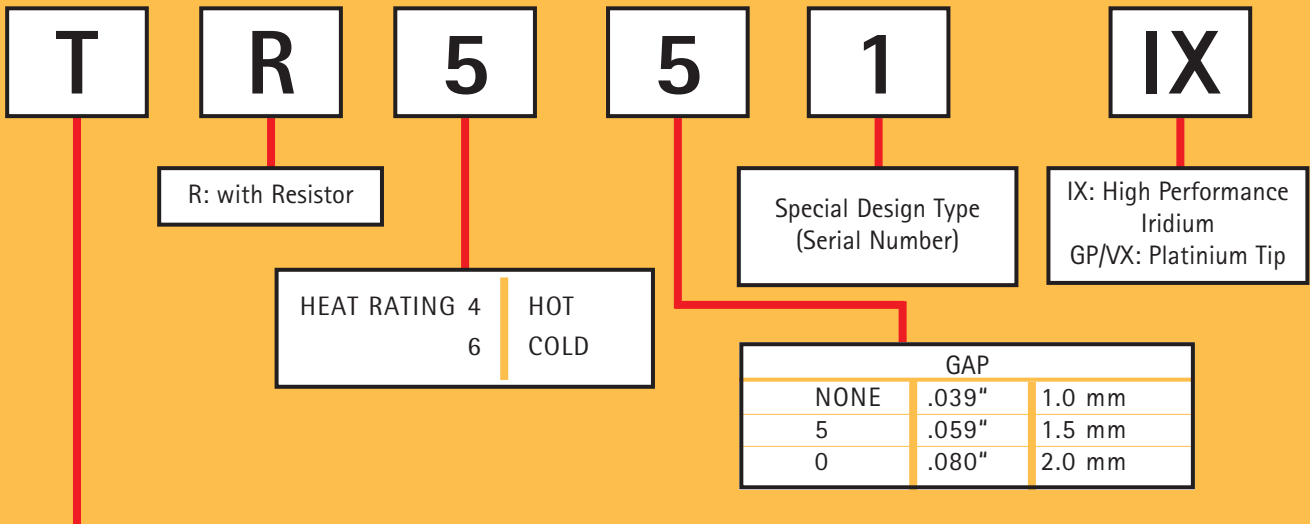 T R 5 5 1 IX
R: with Resistor
Special Design Type
(Serial Number)
IX: High Performance
Iridium
GP/VX: Platinium Tip
HEAT RATING 4 HOT
6 COLD
GAP
NONE .039" 1.0 mm
5 .059" 1.5 mm
0 .080" 2.0 mm